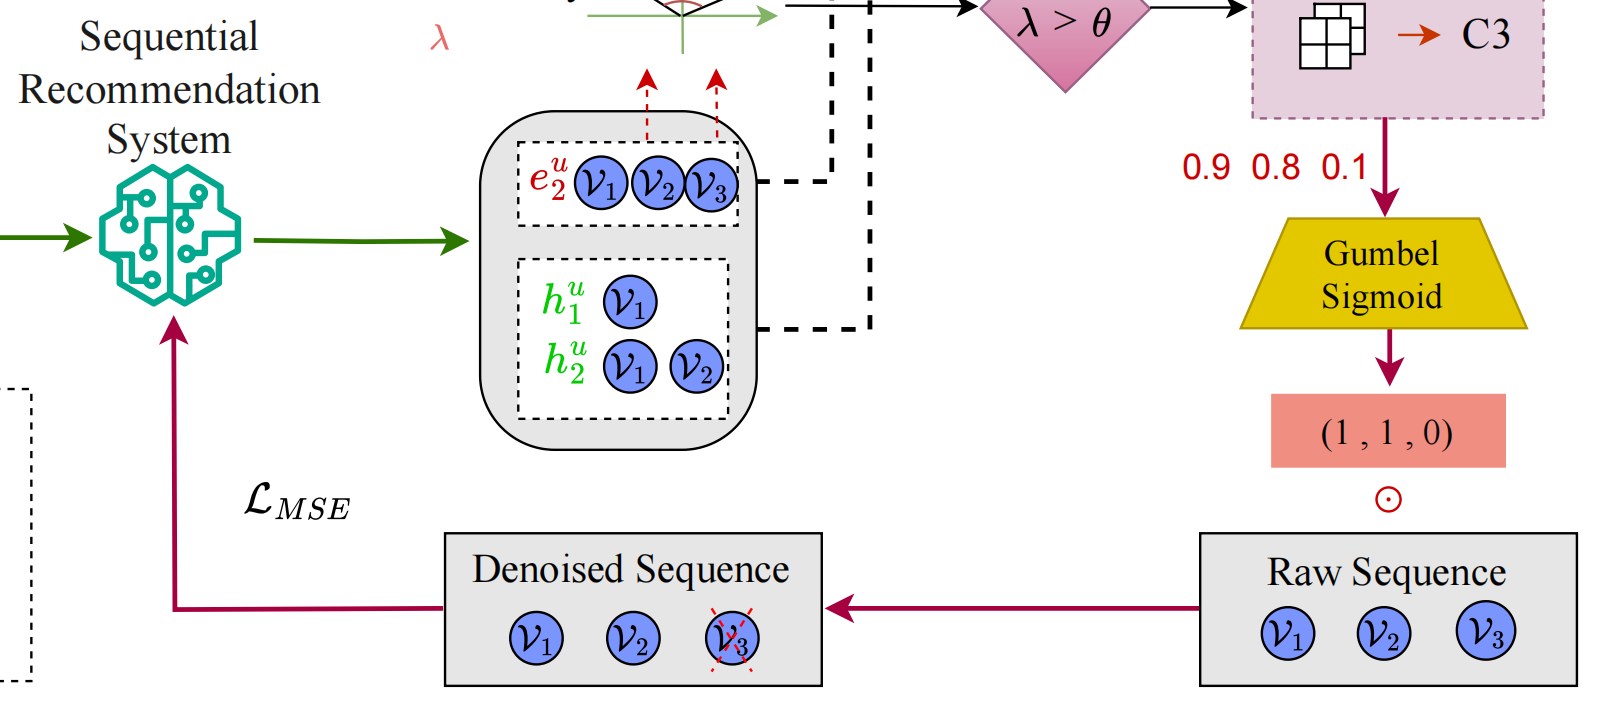 Sequential
Recommendation
System
λ
λ > θ
C3
0.9 0.8 0.1
e₂ᵘ 𝒱₁ 𝒱₂ 𝒱₃
h₁ᵘ 𝒱₁
h₂ᵘ 𝒱₁ 𝒱₂
Gumbel
Sigmoid
(1 , 1 , 0)
⊙
ℒ_MSE
Denoised Sequence
𝒱₁ 𝒱₂ 𝒱₃
Raw Sequence
𝒱₁ 𝒱₂ 𝒱₃